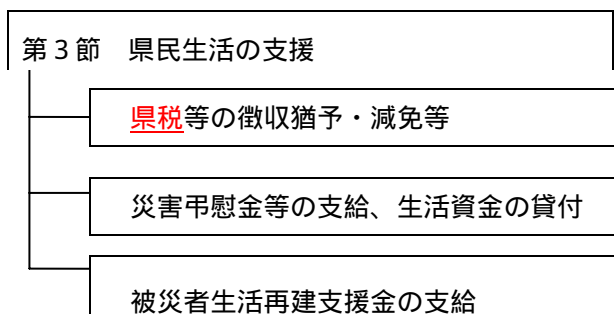 第3節　県民生活の支援
県税等の徴収猶予・減免等
災害弔慰金等の支給、生活資金の貸付
被災者生活再建支援金の支給